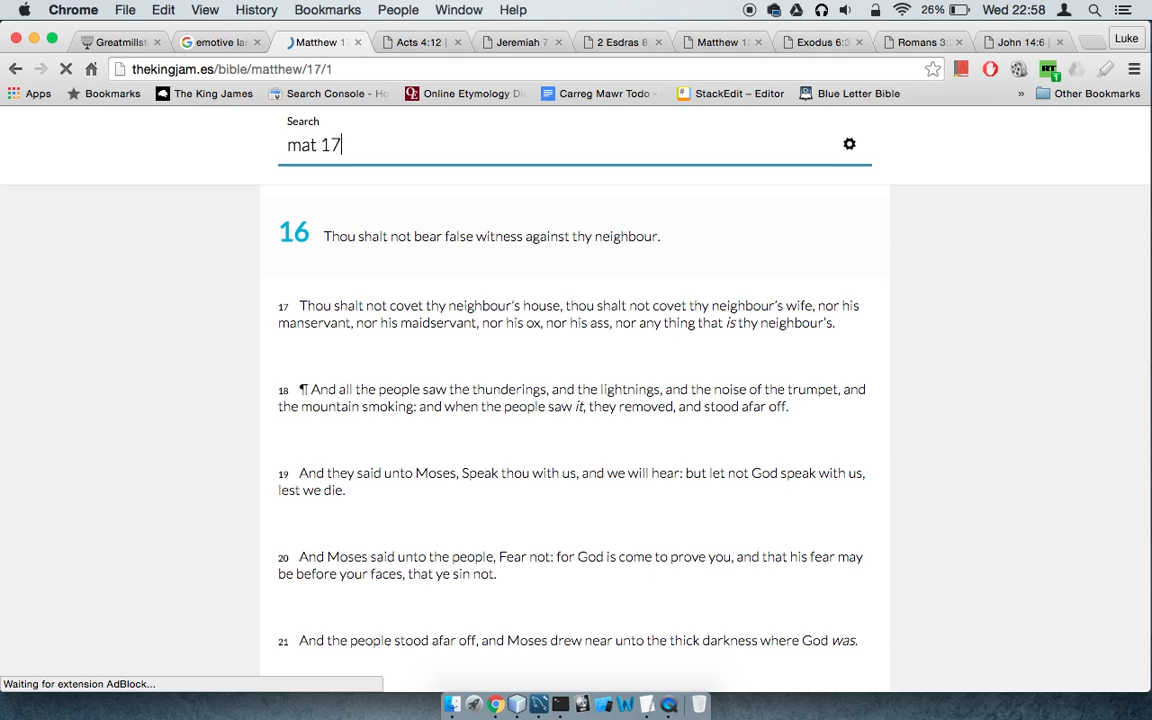 Chrome File Edit View History Bookmarks People Window Help 26% Wed 22:58
Greatmillst emotive lan Matthew 17 Acts 4:12 | Jeremiah 7 2 Esdras 8 Matthew 1 Exodus 6:3 Romans 3: John 14:6 | Luke
thekingjam.es/bible/matthew/17/1
Apps Bookmarks The King James Search Console - Ho Online Etymology Di Carreg Mawr Todo - StackEdit – Editor Blue Letter Bible » Other Bookmarks
Search
mat 17
16 Thou shalt not bear false witness against thy neighbour.
17 Thou shalt not covet thy neighbour's house, thou shalt not covet thy neighbour's wife, nor his
manservant, nor his maidservant, nor his ox, nor his ass, nor any thing that is thy neighbour's.
18 ¶ And all the people saw the thunderings, and the lightnings, and the noise of the trumpet, and
the mountain smoking: and when the people saw it, they removed, and stood afar off.
19 And they said unto Moses, Speak thou with us, and we will hear: but let not God speak with us,
lest we die.
20 And Moses said unto the people, Fear not: for God is come to prove you, and that his fear may
be before your faces, that ye sin not.
21 And the people stood afar off, and Moses drew near unto the thick darkness where God was.
Waiting for extension AdBlock...